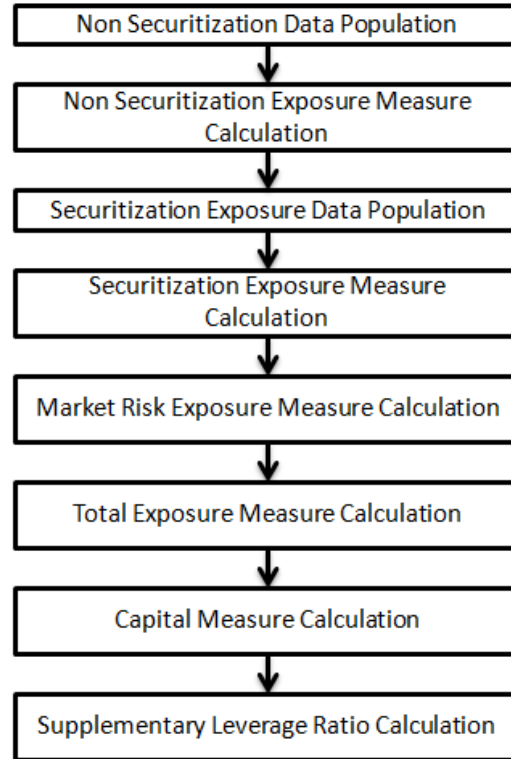 Non Securitization Data Population
Non Securitization Exposure Measure
Calculation
Securitization Exposure Data Population
Securitization Exposure Measure
Calculation
Market Risk Exposure Measure Calculation
Total Exposure Measure Calculation
Capital Measure Calculation
Supplementary Leverage Ratio Calculation